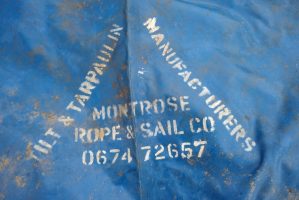 TILT & TARPAULIN
MANUFACTURERS
MONTROSE
ROPE & SAIL CO
0674 72657